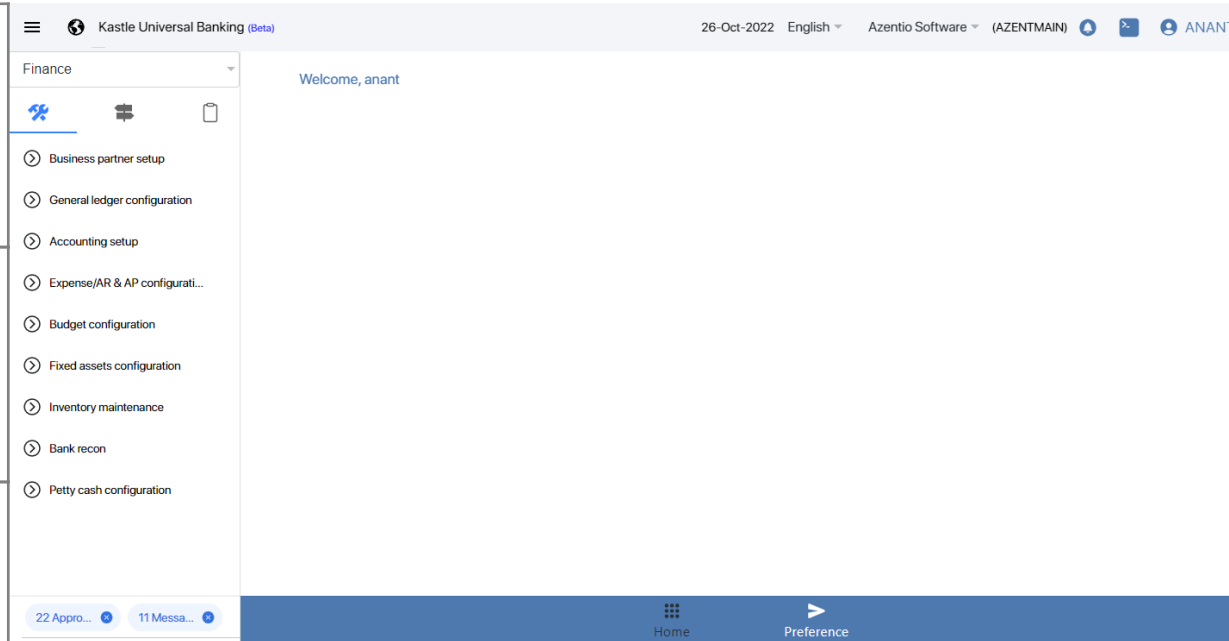 Kastle Universal Banking (Beta)
26-Oct-2022 English Azentio Software (AZENTMAIN) ANANT
Finance
Welcome, anant
Business partner setup
General ledger configuration
Accounting setup
Expense/AR & AP configurati...
Budget configuration
Fixed assets configuration
Inventory maintenance
Bank recon
Petty cash configuration
22 Appro... 11 Messa...
Home Preference